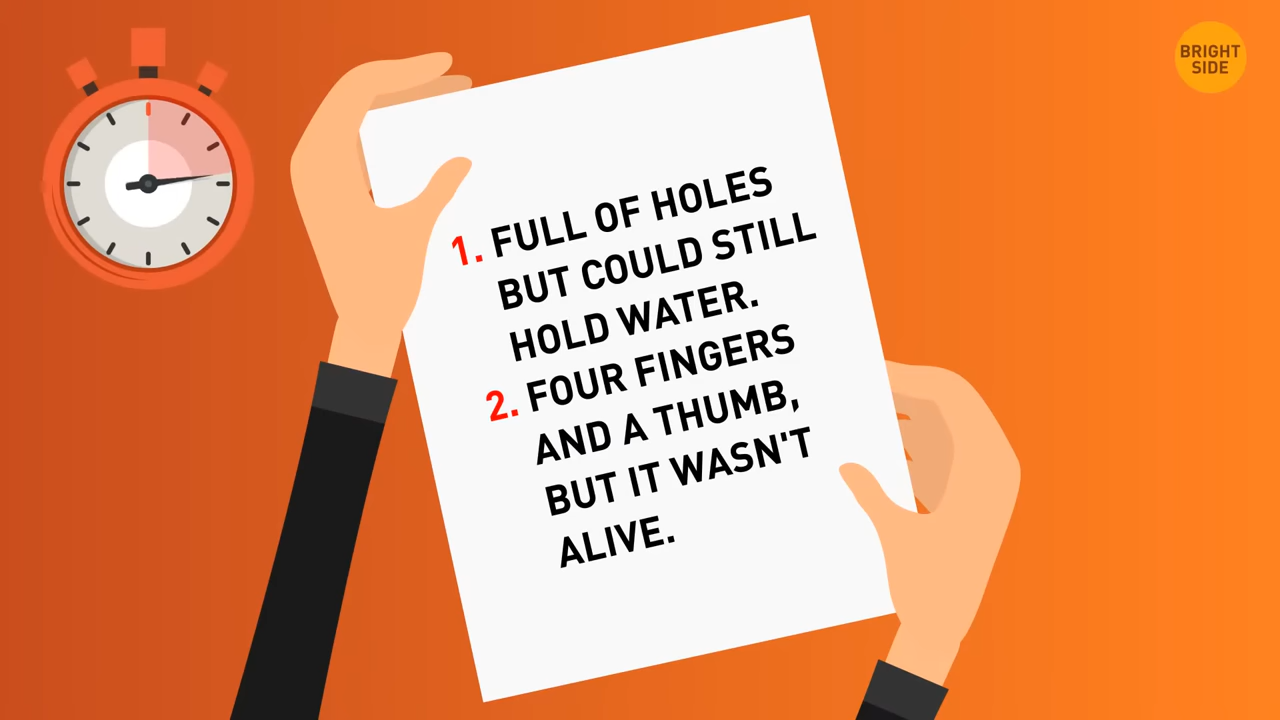 BRIGHT
SIDE
1. FULL OF HOLES
BUT COULD STILL
HOLD WATER.
2. FOUR FINGERS
AND A THUMB,
BUT IT WASN'T
ALIVE.